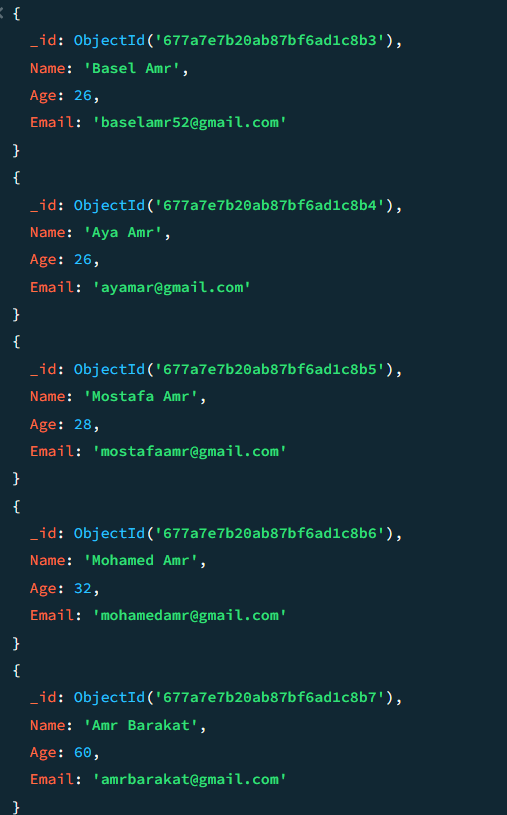 {
_id: ObjectId('677a7e7b20ab87bf6ad1c8b3'),
Name: 'Basel Amr',
Age: 26,
Email: 'baselamr52@gmail.com'
}
{
_id: ObjectId('677a7e7b20ab87bf6ad1c8b4'),
Name: 'Aya Amr',
Age: 26,
Email: 'ayamar@gmail.com'
}
{
_id: ObjectId('677a7e7b20ab87bf6ad1c8b5'),
Name: 'Mostafa Amr',
Age: 28,
Email: 'mostafaamr@gmail.com'
}
{
_id: ObjectId('677a7e7b20ab87bf6ad1c8b6'),
Name: 'Mohamed Amr',
Age: 32,
Email: 'mohamedamr@gmail.com'
}
{
_id: ObjectId('677a7e7b20ab87bf6ad1c8b7'),
Name: 'Amr Barakat',
Age: 60,
Email: 'amrbarakat@gmail.com'
}